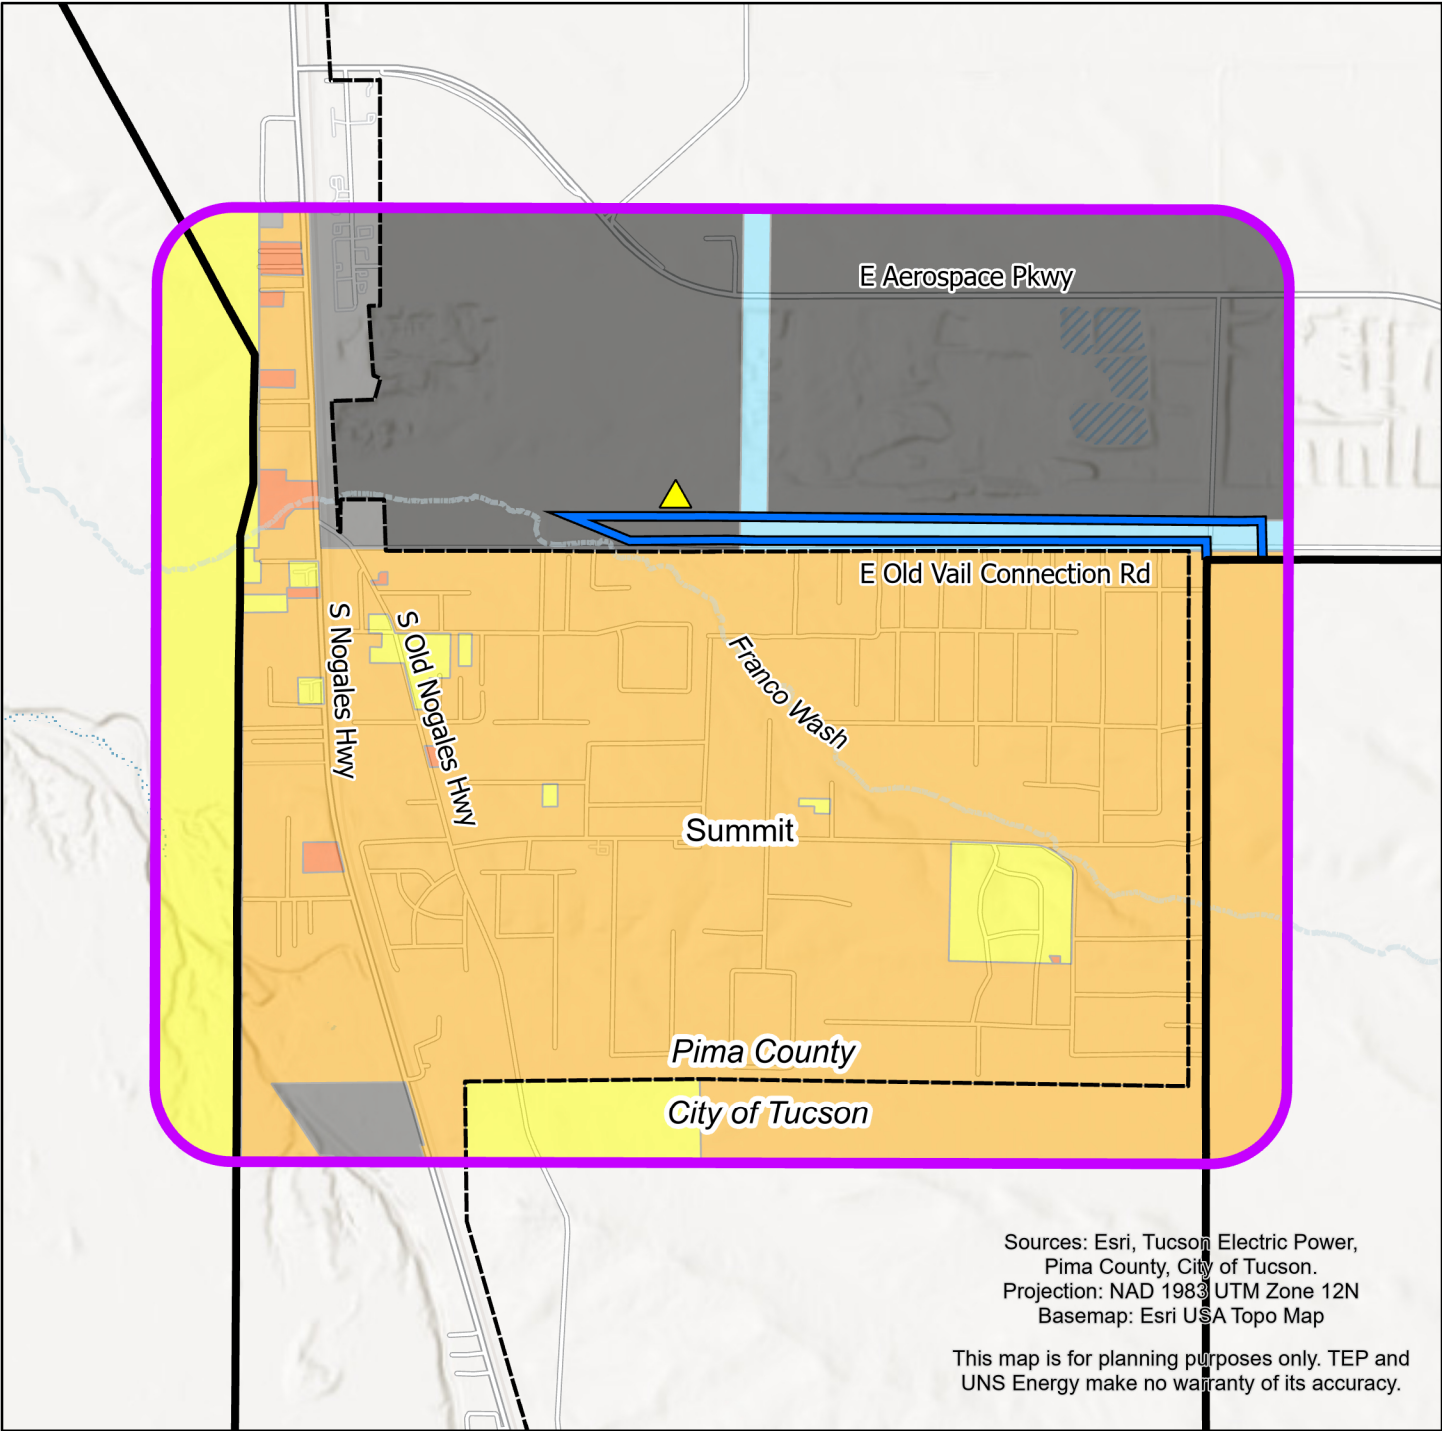 E Aerospace Pkwy
E Old Vail Connection Rd
S Nogales Hwy
S Old Nogales Hwy
Franco Wash
Summit
Pima County
City of Tucson
Sources: Esri, Tucson Electric Power,
Pima County, City of Tucson.
Projection: NAD 1983 UTM Zone 12N
Basemap: Esri USA Topo Map
This map is for planning purposes only. TEP and
UNS Energy make no warranty of its accuracy.